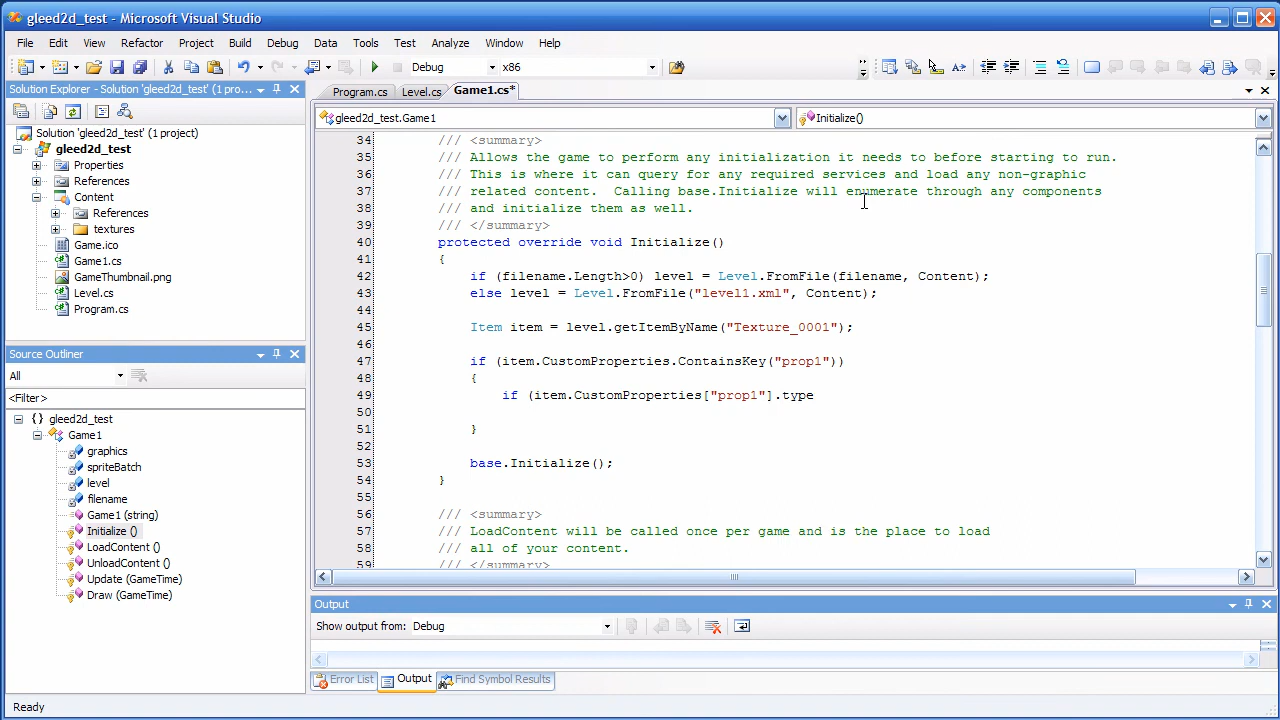 gleed2d_test - Microsoft Visual Studio
File Edit View Refactor Project Build Debug Data Tools Test Analyze Window Help
Debug x86
Solution Explorer - Solution 'gleed2d_test' (1 pro...
Program.cs Level.cs Game1.cs*
gleed2d_test.Game1 Initialize()
Solution 'gleed2d_test' (1 project)
gleed2d_test
Properties
References
Content
References
textures
Game.ico
Game1.cs
GameThumbnail.png
Level.cs
Program.cs
Source Outliner
All
<Filter>
gleed2d_test
Game1
graphics
spriteBatch
level
filename
Game1 (string)
Initialize ()
LoadContent ()
UnloadContent ()
Update (GameTime)
Draw (GameTime)
34 /// <summary>
35 /// Allows the game to perform any initialization it needs to before starting to run.
36 /// This is where it can query for any required services and load any non-graphic
37 /// related content.  Calling base.Initialize will enumerate through any components
38 /// and initialize them as well.
39 /// </summary>
40 protected override void Initialize()
41 {
42 if (filename.Length>0) level = Level.FromFile(filename, Content);
43 else level = Level.FromFile("level1.xml", Content);
44
45 Item item = level.getItemByName("Texture_0001");
46
47 if (item.CustomProperties.ContainsKey("prop1"))
48 {
49 if (item.CustomProperties["prop1"].type
50
51 }
52
53 base.Initialize();
54 }
55
56 /// <summary>
57 /// LoadContent will be called once per game and is the place to load
58 /// all of your content.
59 /// </summary>
Output
Show output from: Debug
Error List Output Find Symbol Results
Ready